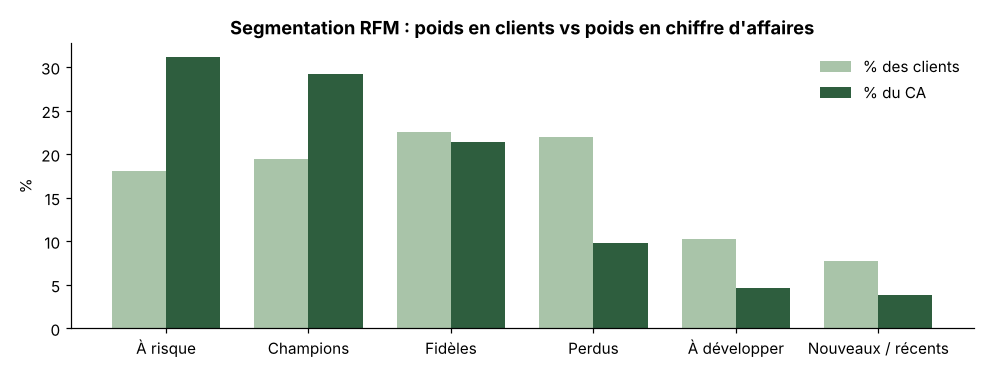 Segmentation RFM : poids en clients vs poids en chiffre d'affaires
% des clients
% du CA
%
30
25
20
15
10
5
0
À risque
Champions
Fidèles
Perdus
À développer
Nouveaux / récents